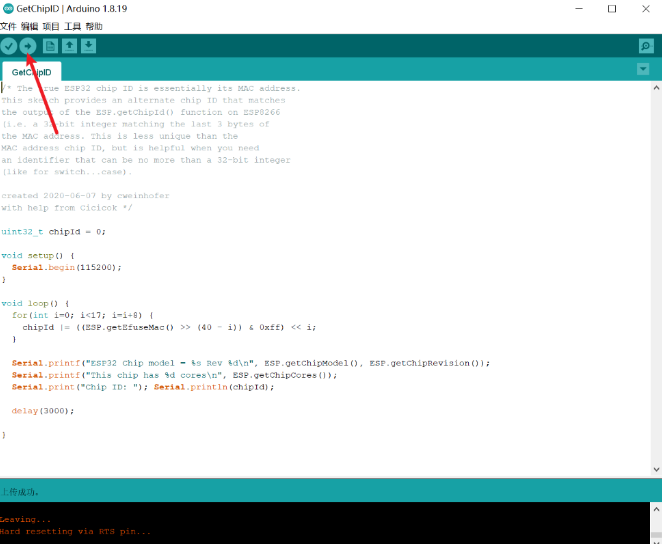 GetChipID | Arduino 1.8.19
文件 编辑 项目 工具 帮助
GetChipID
/* The true ESP32 chip ID is essentially its MAC address.
This sketch provides an alternate chip ID that matches
the output of the ESP.getChipId() function on ESP8266
(i.e. a 32-bit integer matching the last 3 bytes of
the MAC address. This is less unique than the
MAC address chip ID, but is helpful when you need
an identifier that can be no more than a 32-bit integer
(like for switch...case).
created 2020-06-07 by cweinhofer
with help from Cicicok */
uint32_t chipId = 0;
void setup() {
Serial.begin(115200);
}
void loop() {
for(int i=0; i<17; i=i+8) {
chipId |= ((ESP.getEfuseMac() >> (40 - i)) & 0xff) << i;
}
Serial.printf("ESP32 Chip model = %s Rev %d\n", ESP.getChipModel(), ESP.getChipRevision());
Serial.printf("This chip has %d cores\n", ESP.getChipCores());
Serial.print("Chip ID: "); Serial.println(chipId);
delay(3000);
}
上传成功。
Leaving...
Hard resetting via RTS pin...